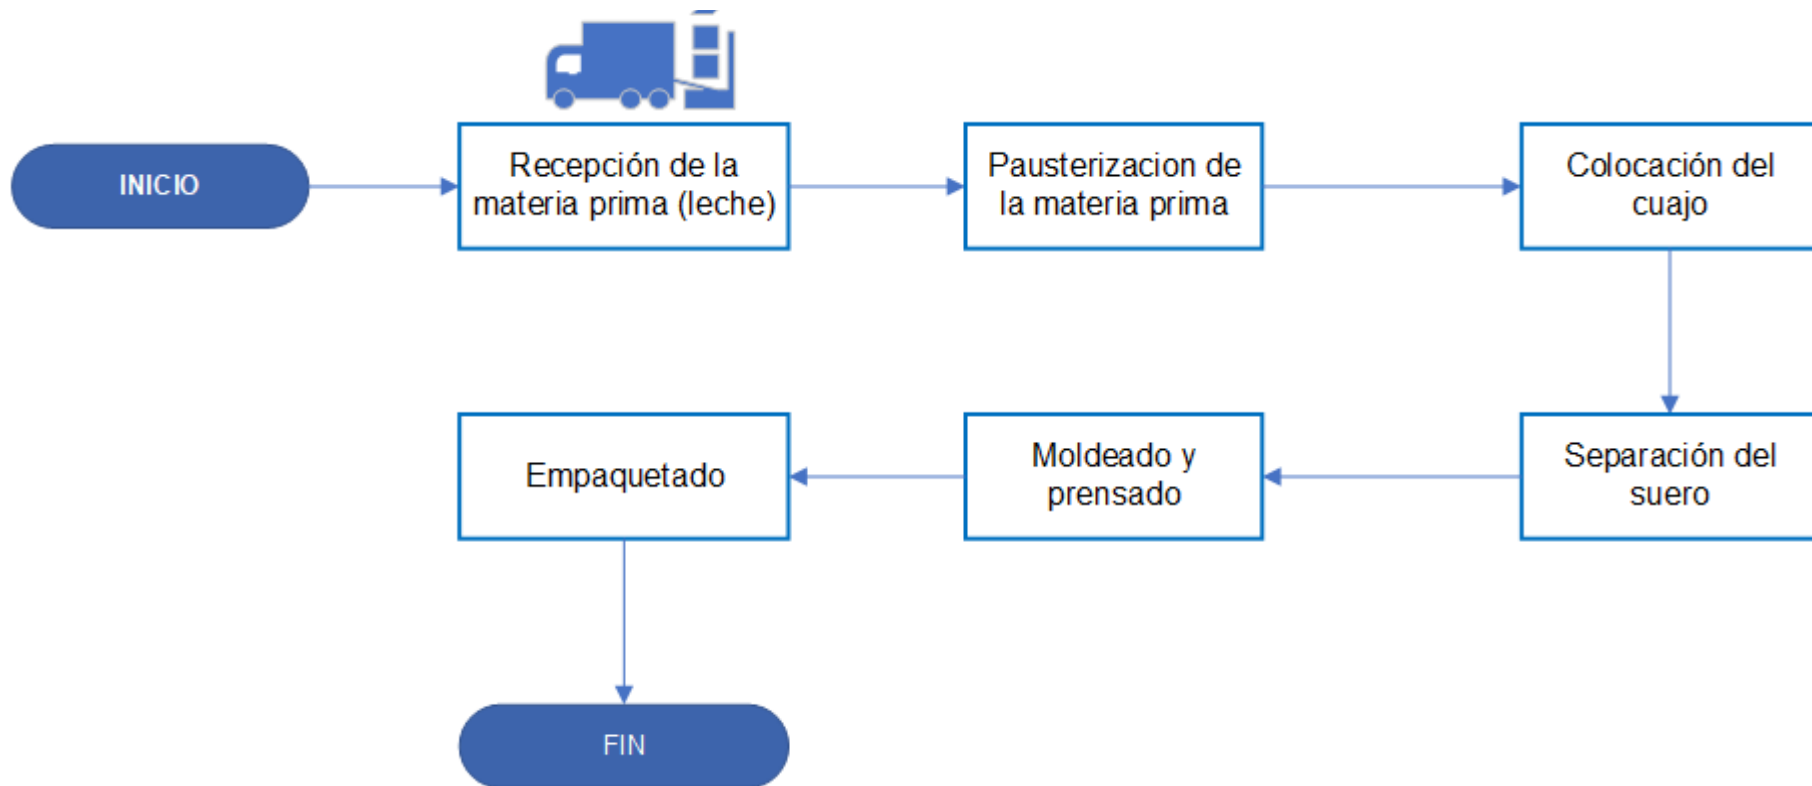 INICIO
Recepción de la
materia prima (leche)
Pausterizacion de
la materia prima
Colocación del
cuajo
Separación del
suero
Moldeado y
prensado
Empaquetado
FIN